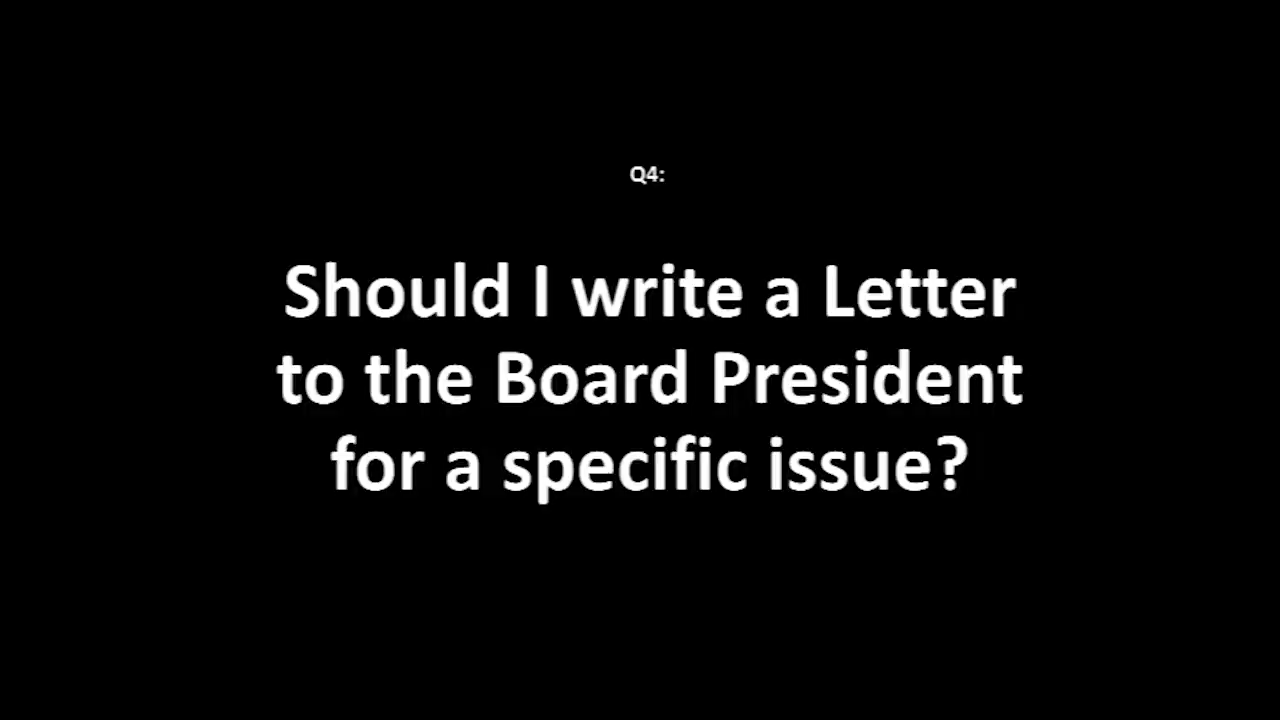 Q4:
Should I write a Letter
to the Board President
for a specific issue?